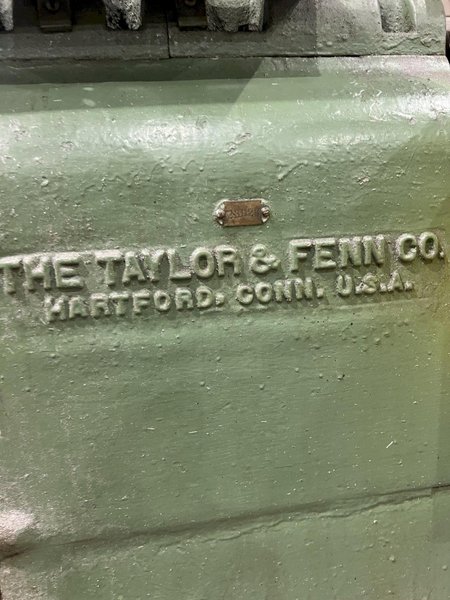 THE TAYLOR & FENN CO.
HARTFORD, CONN. U.S.A.